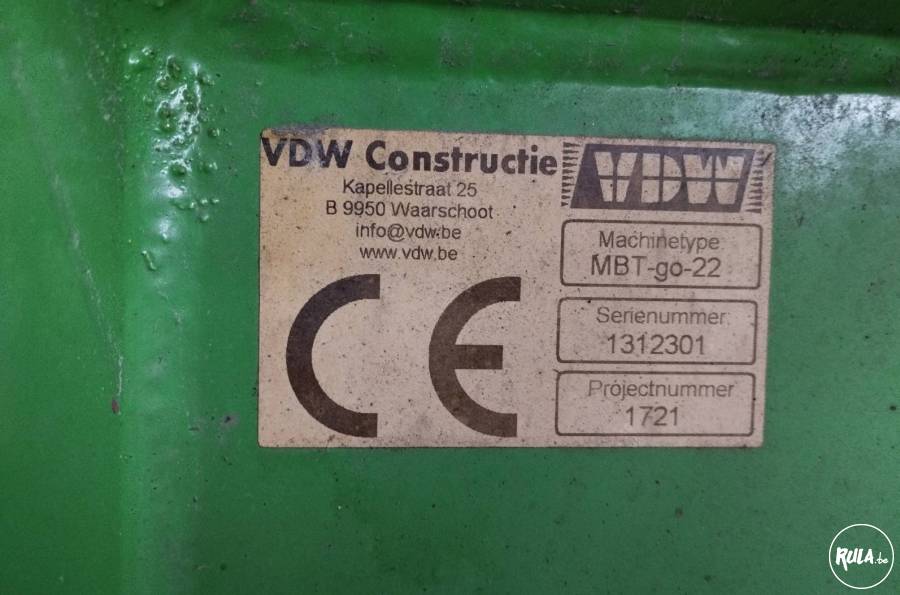 VDW Constructie
Kapellestraat 25
B 9950 Waarschoot
info@vdw.be
www.vdw.be
CE
VDW
Machinetype
MBT-go-22
Serienummer
1312301
Projectnummer
1721
RULA.be